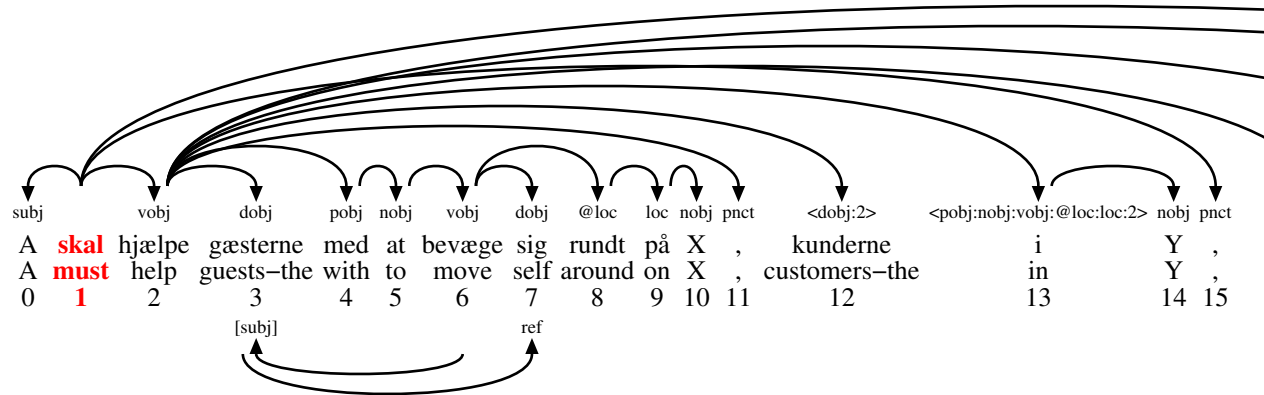 subj vobj dobj pobj nobj vobj dobj @loc loc nobj pnct <dobj:2> <pobj:nobj:vobj:@loc:loc:2> nobj pnct
A skal hjælpe gæsterne med at bevæge sig rundt på X , kunderne i Y ,
A must help guests−the with to move self around on X , customers−the in Y ,
0 1 2 3 4 5 6 7 8 9 10 11 12 13 14 15
[subj] ref